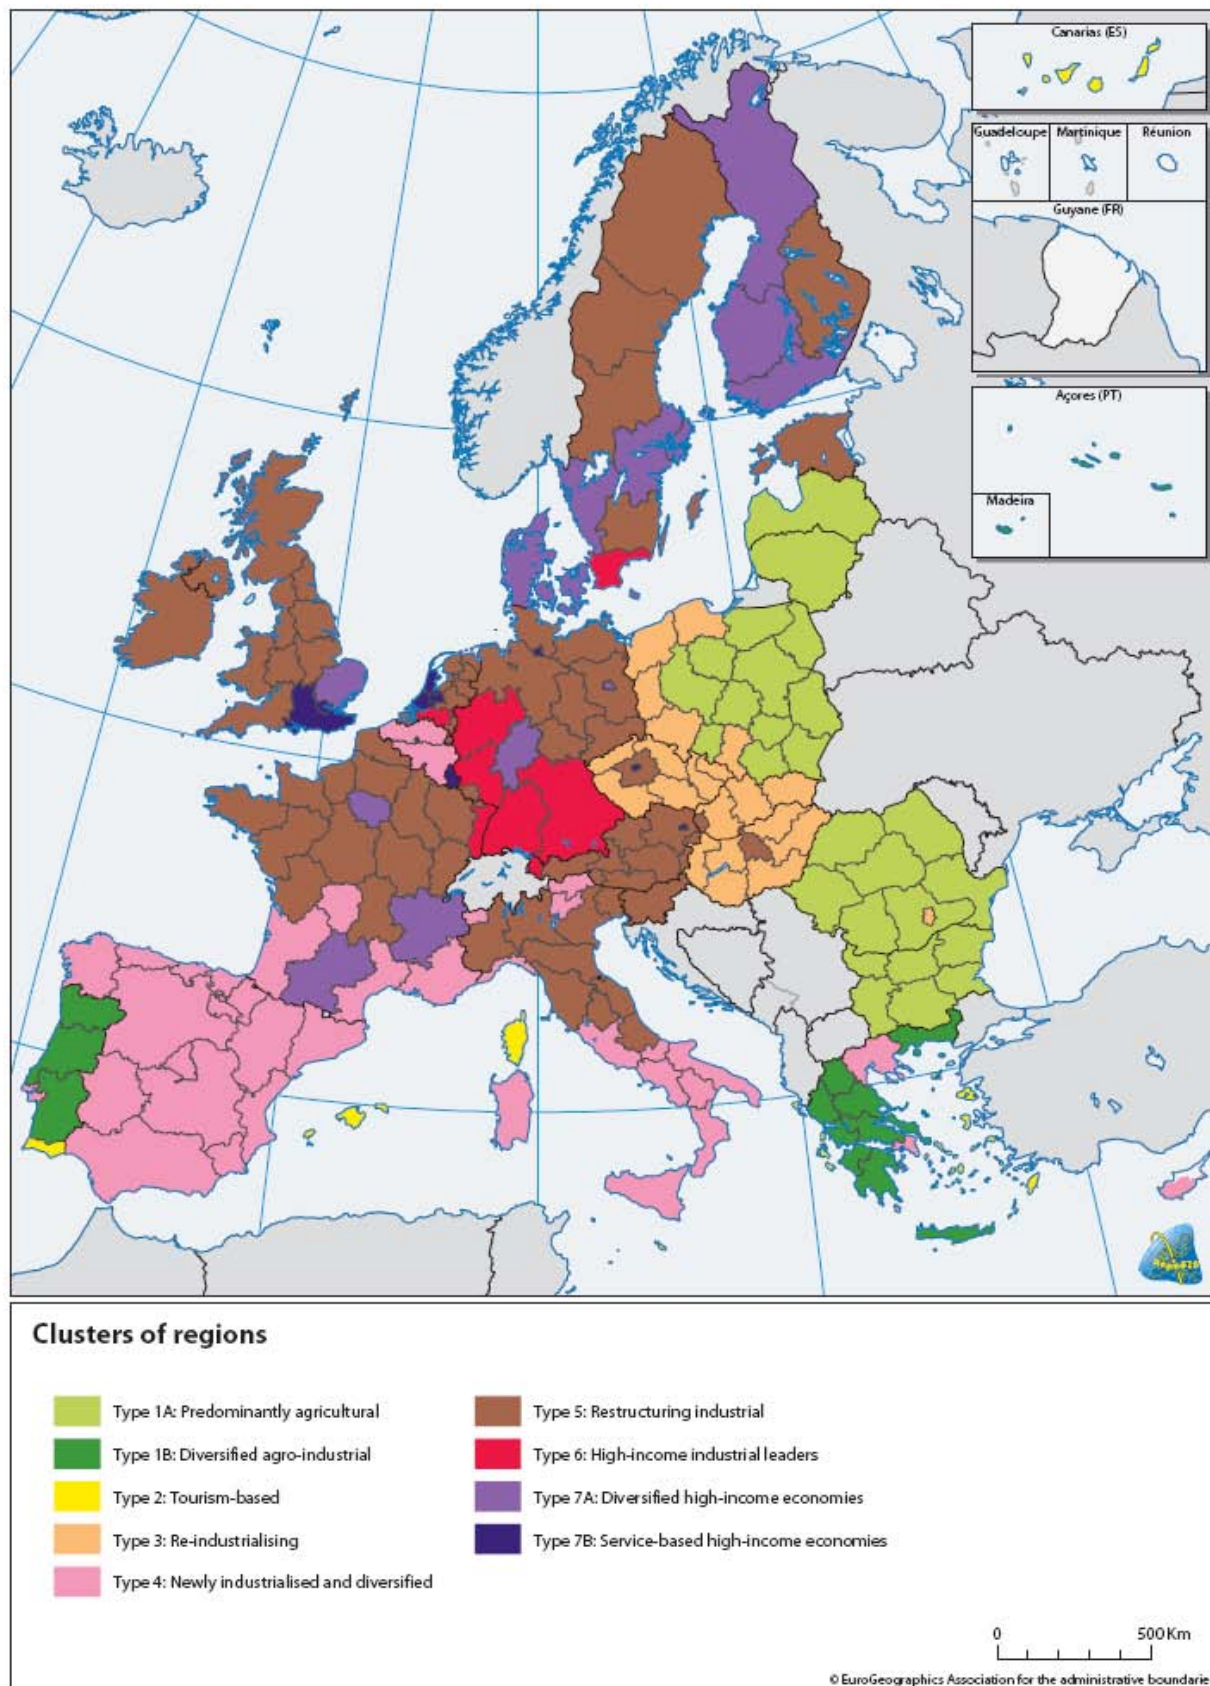 Canarias (ES)
Guadeloupe
Martinique
Réunion
Guyane (FR)
Açores (PT)
Madeira
Clusters of regions
Type 1A: Predominantly agricultural
Type 1B: Diversified agro-industrial
Type 2: Tourism-based
Type 3: Re-industrialising
Type 4: Newly industrialised and diversified
Type 5: Restructuring industrial
Type 6: High-income industrial leaders
Type 7A: Diversified high-income economies
Type 7B: Service-based high-income economies
0 500 Km
© EuroGeographics Association for the administrative boundarie